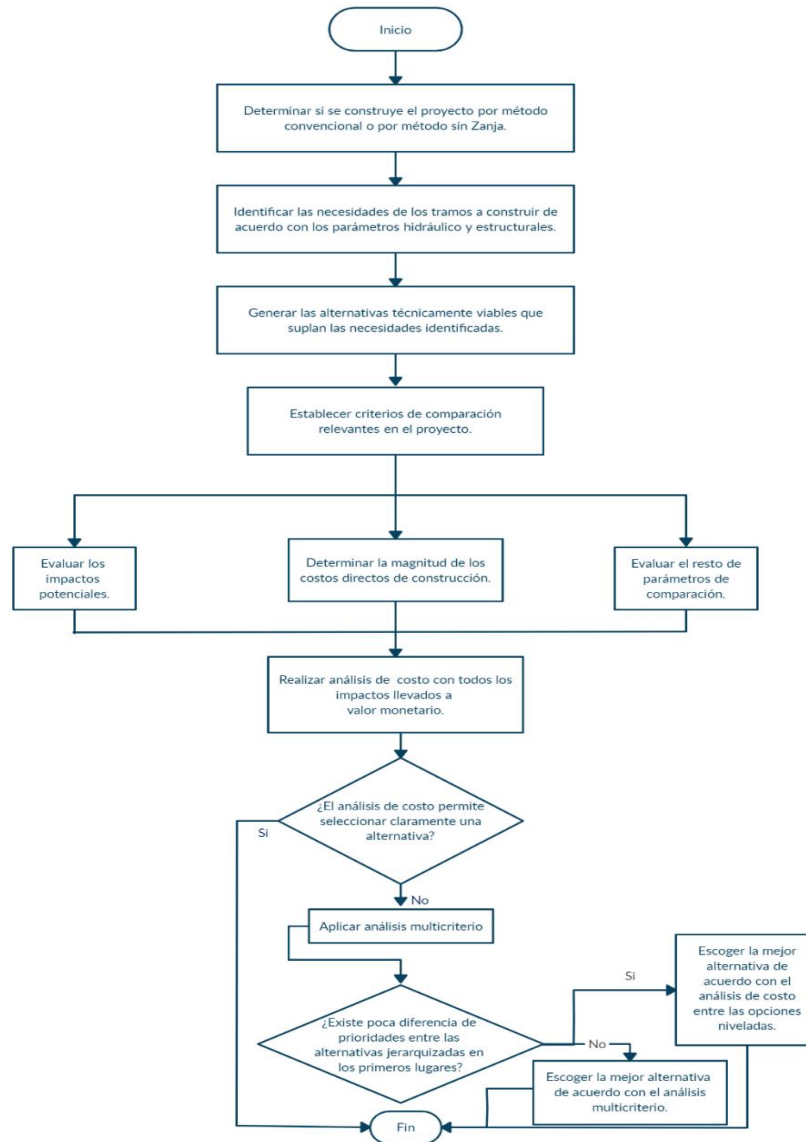 Inicio
Determinar si se construye el proyecto por método
convencional o por método sin Zanja.
Identificar las necesidades de los tramos a construir de
acuerdo con los parámetros hidráulico y estructurales.
Generar las alternativas técnicamente viables que
suplan las necesidades identificadas.
Establecer criterios de comparación
relevantes en el proyecto.
Evaluar los
impactos
potenciales.
Determinar la magnitud de los
costos directos de construcción.
Evaluar el resto de
parámetros de
comparación.
Realizar análisis de costo con todos los
impactos llevados a
valor monetario.
¿El análisis de costo permite
seleccionar claramente una
alternativa?
Si
No
Aplicar análisis multicriterio
¿Existe poca diferencia de
prioridades entre las
alternativas jerarquizadas en
los primeros lugares?
Si
Escoger la mejor
alternativa de
acuerdo con el
análisis de costo
entre las opciones
niveladas.
No
Escoger la mejor alternativa
de acuerdo con el análisis
multicriterio.
Fin